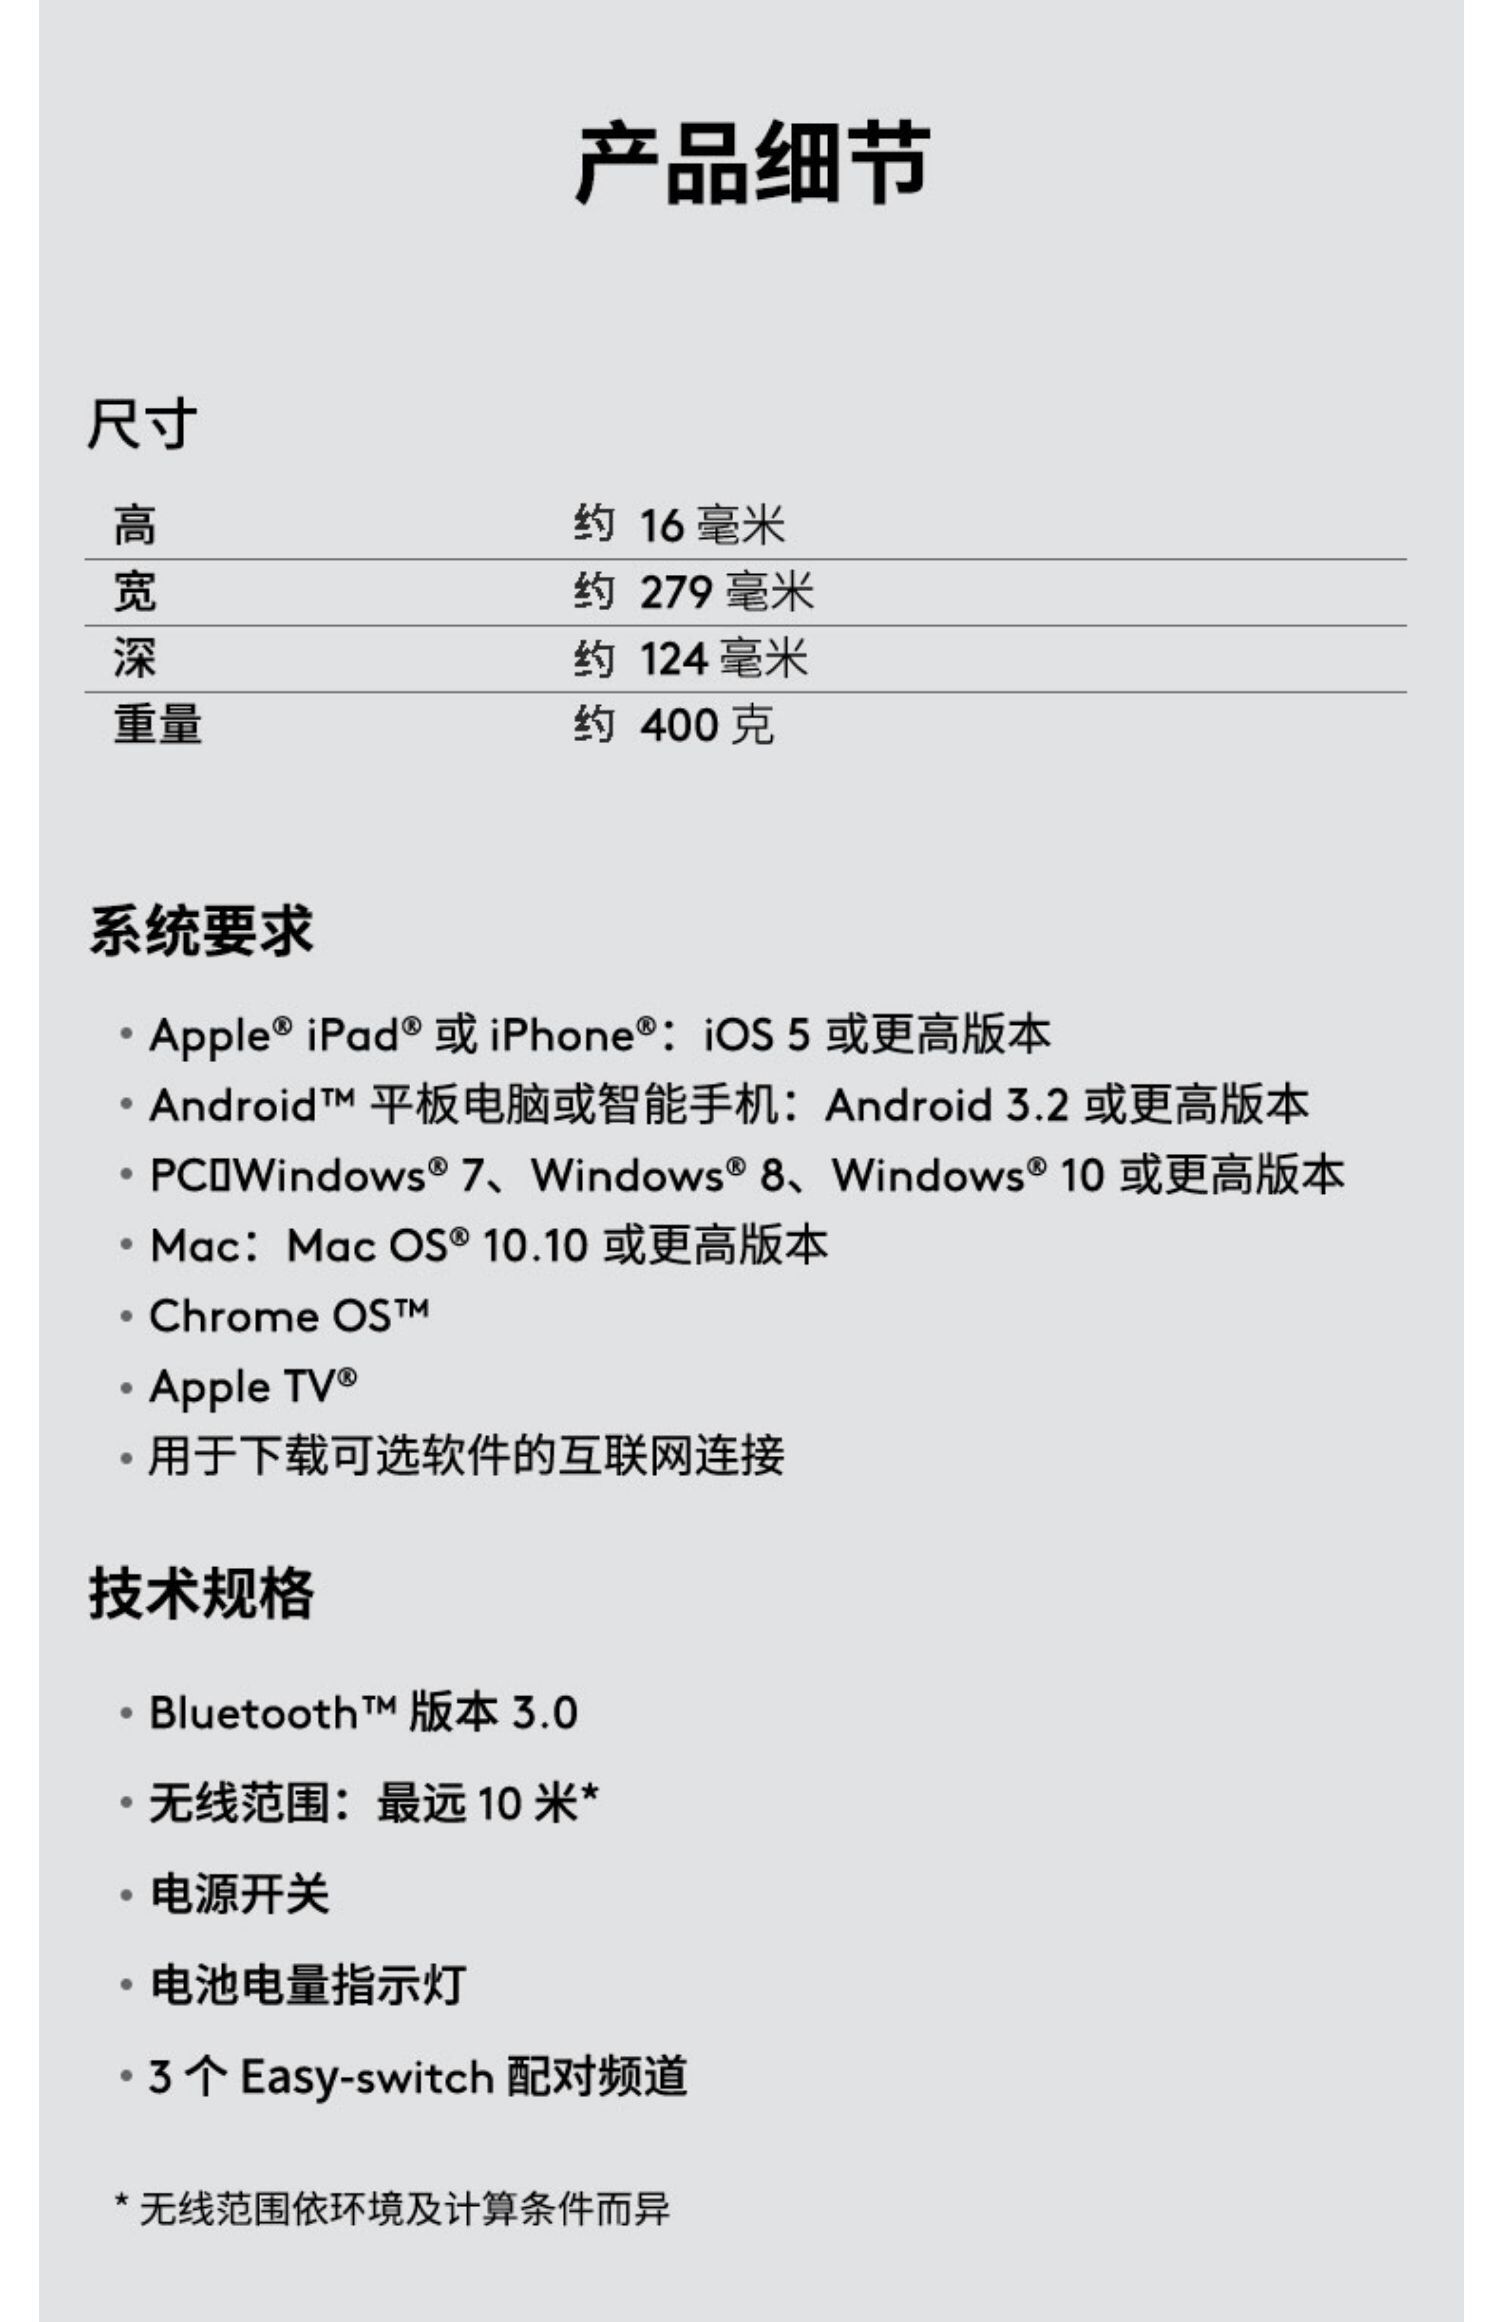 产品细节
尺寸
高 约 16 毫米
宽 约 279 毫米
深 约 124 毫米
重量 约 400 克
系统要求
• Apple® iPad® 或 iPhone®：iOS 5 或更高版本
• Android™ 平板电脑或智能手机：Android 3.2 或更高版本
• PC▯Windows® 7、Windows® 8、Windows® 10 或更高版本
• Mac：Mac OS® 10.10 或更高版本
• Chrome OS™
• Apple TV®
• 用于下载可选软件的互联网连接
技术规格
• Bluetooth™ 版本 3.0
• 无线范围：最远 10 米*
• 电源开关
• 电池电量指示灯
• 3 个 Easy-switch 配对频道
* 无线范围依环境及计算条件而异